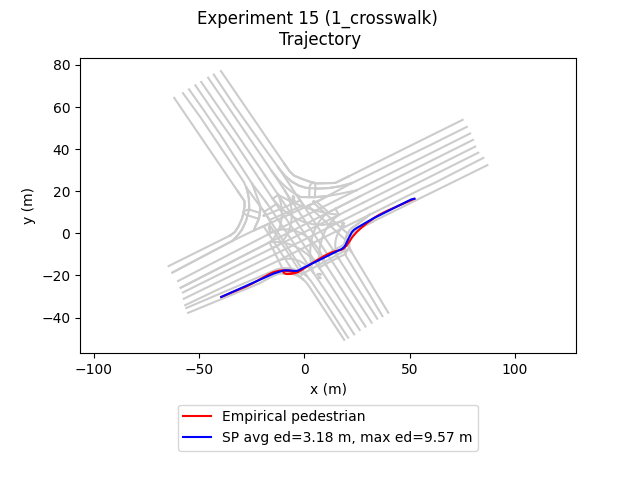 Experiment 15 (1_crosswalk)
Trajectory
80
60
40
20
0
−20
−40
y (m)
−100
−50
0
50
100
x (m)
Empirical pedestrian
SP avg ed=3.18 m, max ed=9.57 m